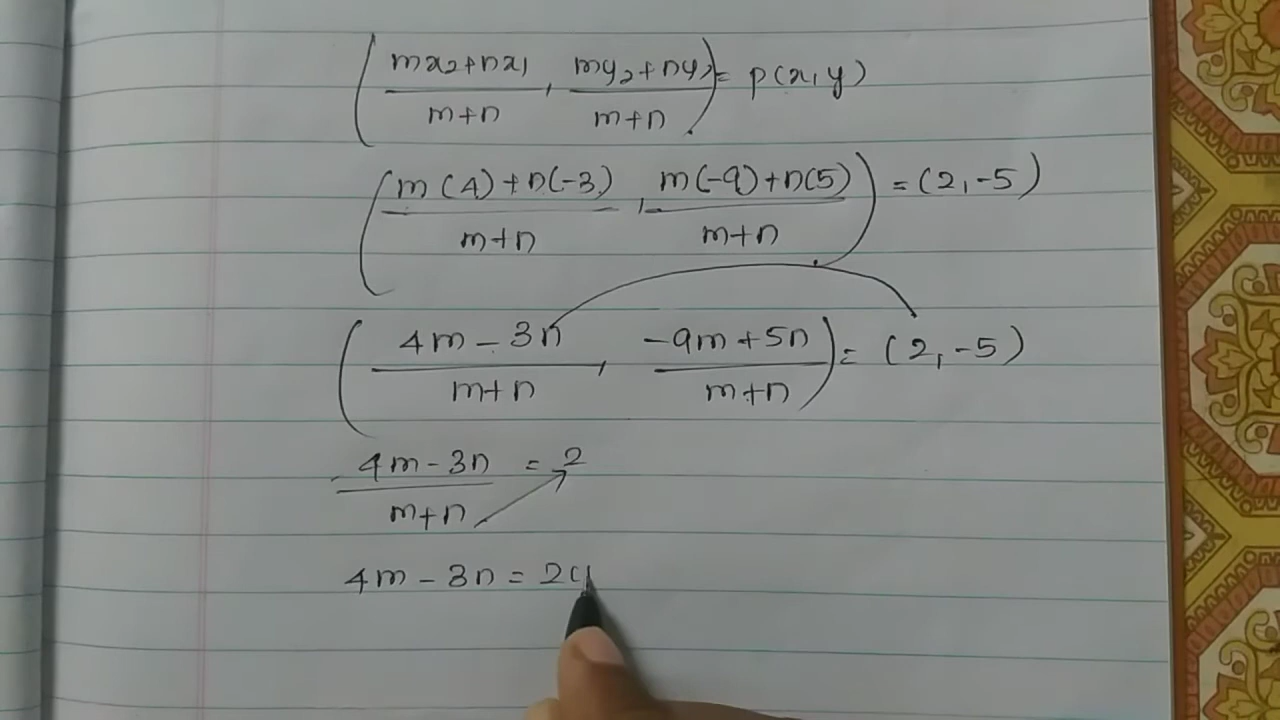 (mx₂+nx₁/m+n, my₂+ny₁/m+n) = P(x,y)
(m(4)+n(-3)/m+n, m(-9)+n(5)/m+n) = (2,-5)
(4m-3n/m+n, -9m+5n/m+n) = (2,-5)
4m-3n/m+n = 2
4m-3n = 2(